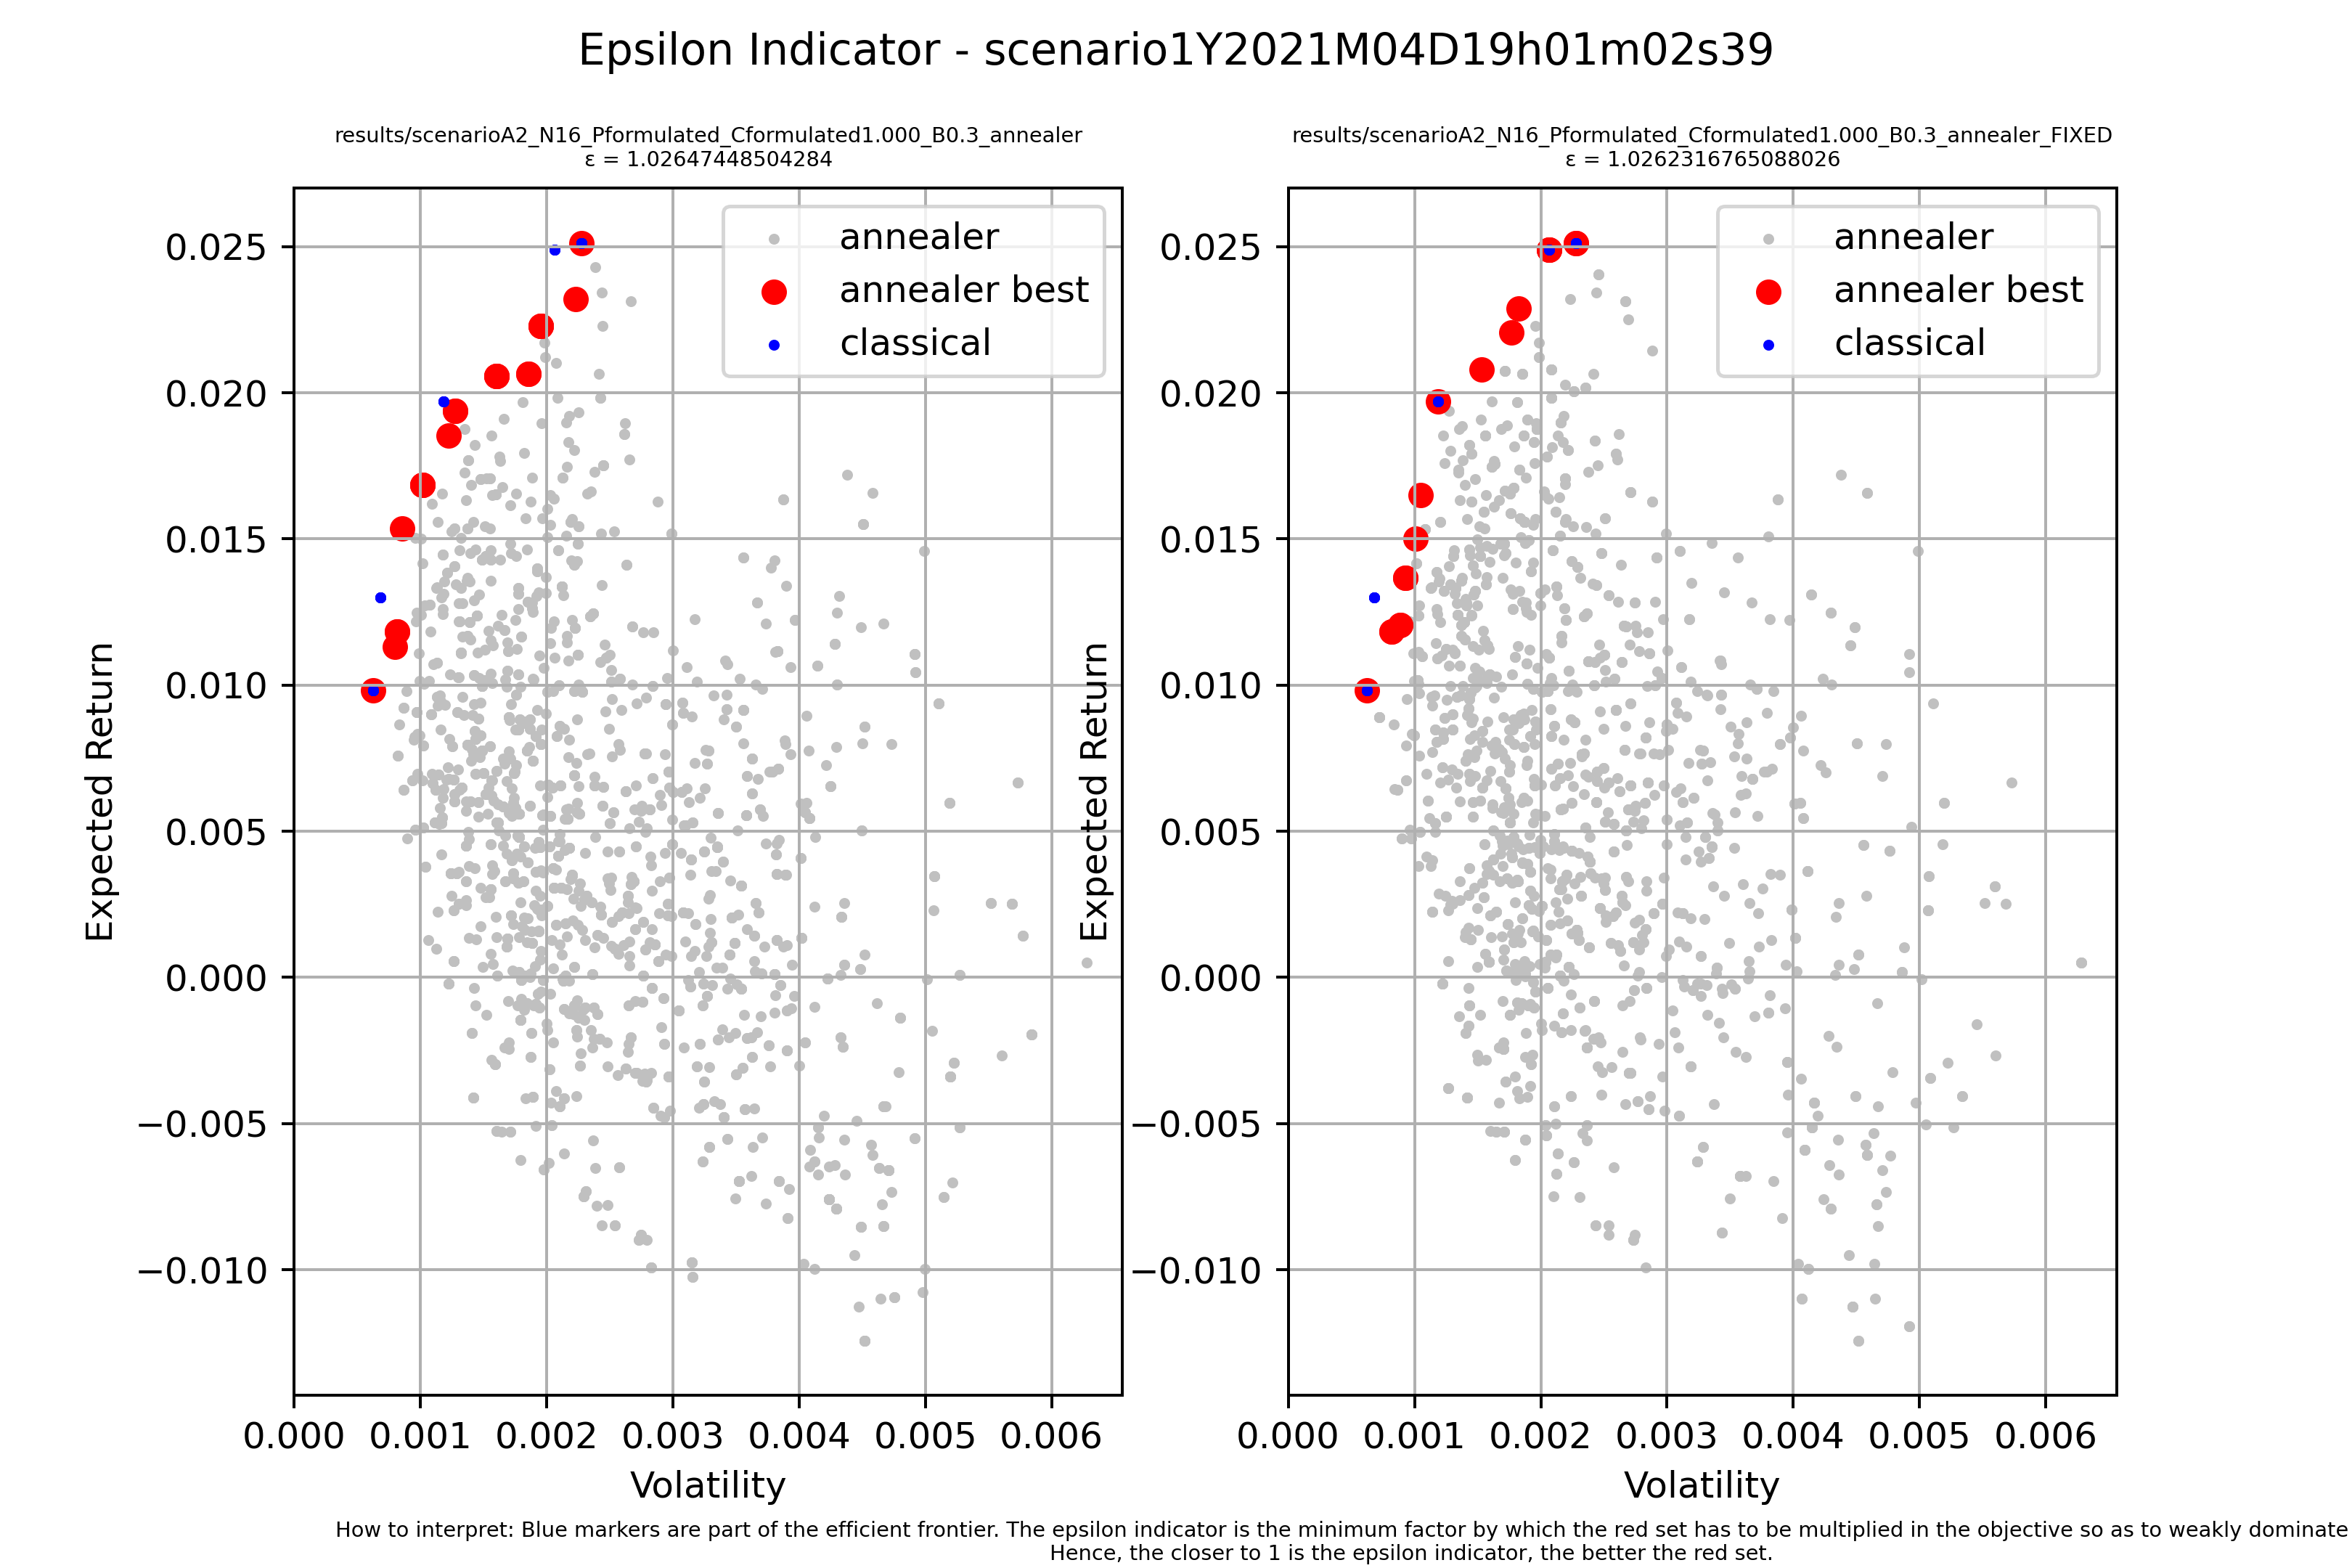 Epsilon Indicator - scenario1Y2021M04D19h01m02s39
results/scenarioA2_N16_Pformulated_Cformulated1.000_B0.3_annealer
ε = 1.02647448504284
annealer
annealer best
classical
0.025
0.020
0.015
0.010
0.005
0.000
−0.005
−0.010
Expected Return
0.000 0.001 0.002 0.003 0.004 0.005 0.006
Volatility
results/scenarioA2_N16_Pformulated_Cformulated1.000_B0.3_annealer_FIXED
ε = 1.0262316765088026
annealer
annealer best
classical
0.025
0.020
0.015
0.010
0.005
0.000
−0.005
−0.010
Expected Return
0.000 0.001 0.002 0.003 0.004 0.005 0.006
Volatility
How to interpret: Blue markers are part of the efficient frontier. The epsilon indicator is the minimum factor by which the red set has to be multiplied in the objective so as to weakly dominate
Hence, the closer to 1 is the epsilon indicator, the better the red set.